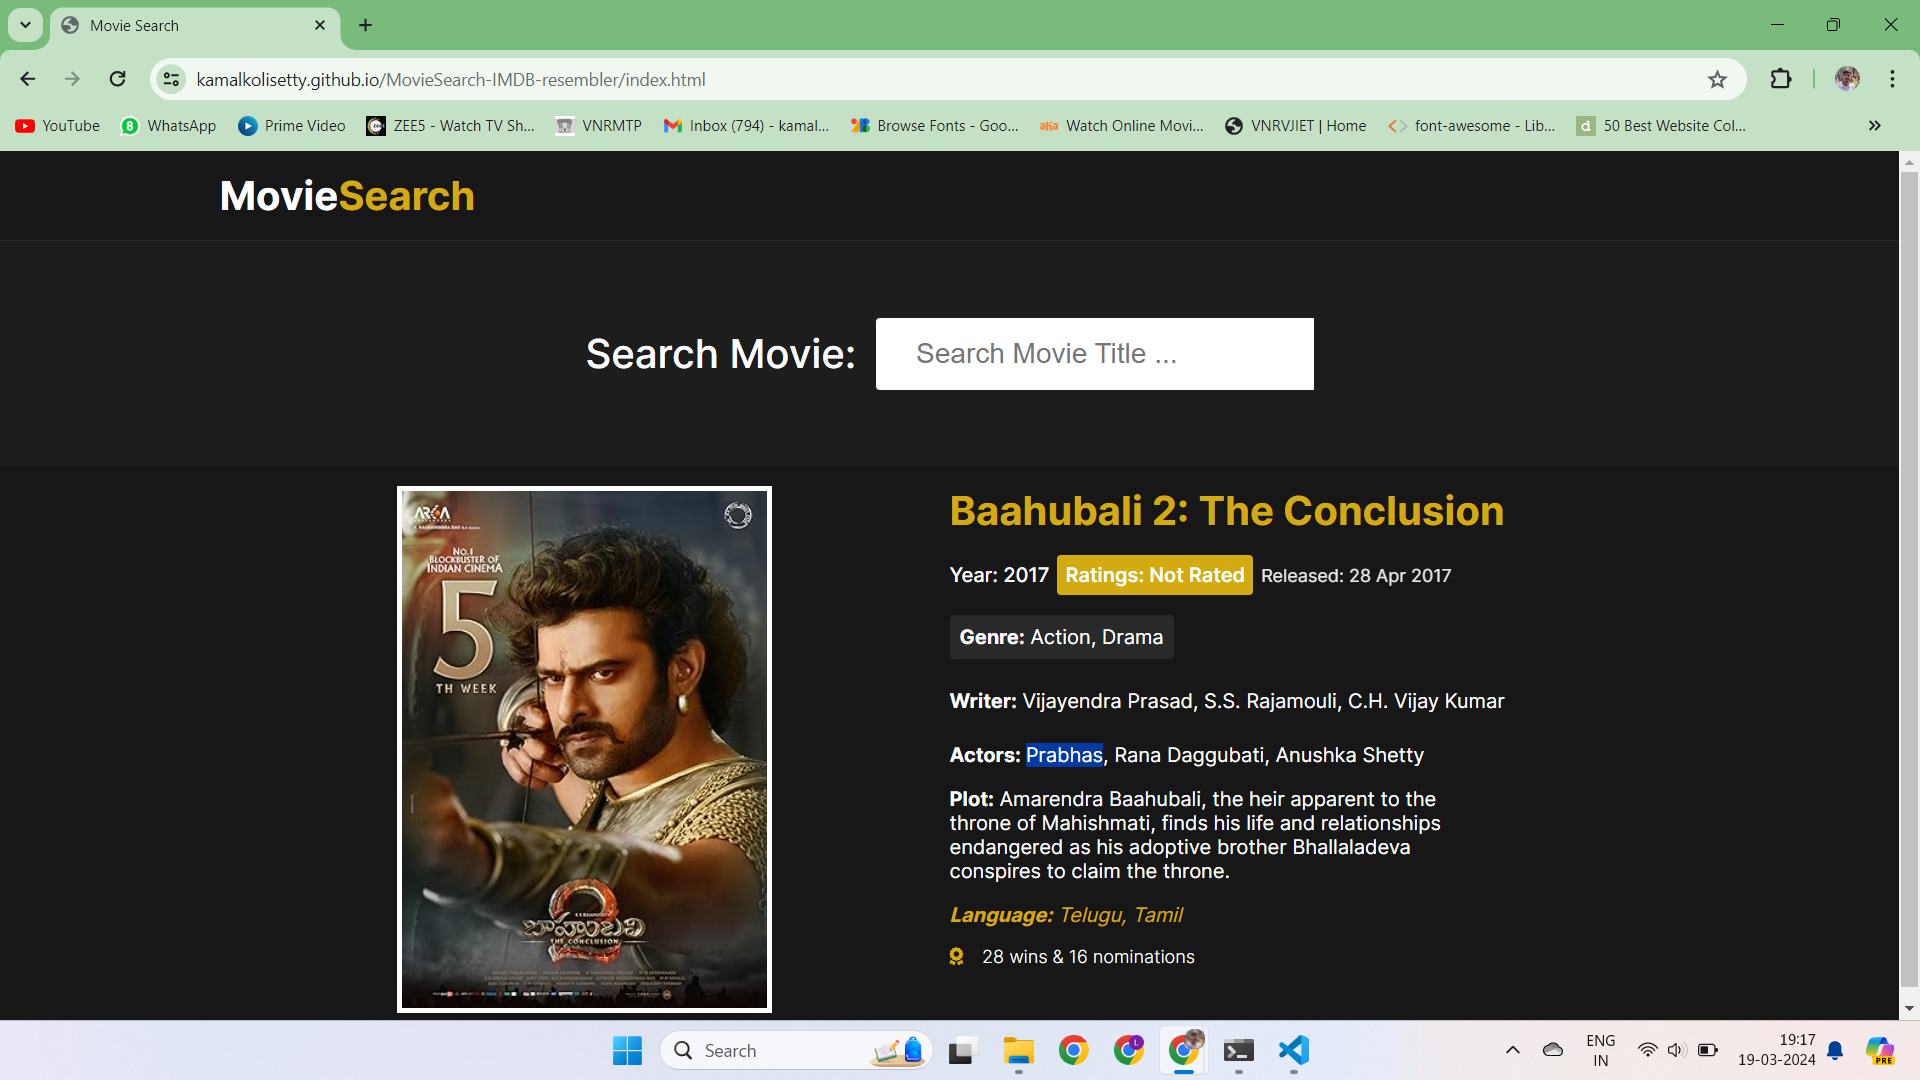 Movie Search
kamalkolisetty.github.io/MovieSearch-IMDB-resembler/index.html
YouTube WhatsApp Prime Video ZEE5 - Watch TV Sh... VNRMTP Inbox (794) - kamal... Browse Fonts - Goo... aha Watch Online Movi... VNRVJIET | Home font-awesome - Lib... d 50 Best Website Col...
MovieSearch
Search Movie: Search Movie Title ...
ARKA
NO.1
BLOCKBUSTER OF
INDIAN CINEMA
5
TH WEEK
2
బాహుబలి
THE CONCLUSION
Baahubali 2: The Conclusion
Year: 2017 Ratings: Not Rated Released: 28 Apr 2017
Genre: Action, Drama
Writer: Vijayendra Prasad, S.S. Rajamouli, C.H. Vijay Kumar
Actors: Prabhas, Rana Daggubati, Anushka Shetty
Plot: Amarendra Baahubali, the heir apparent to the
throne of Mahishmati, finds his life and relationships
endangered as his adoptive brother Bhallaladeva
conspires to claim the throne.
Language: Telugu, Tamil
28 wins & 16 nominations
Search
L
ENG
IN
19:17
19-03-2024
PRE